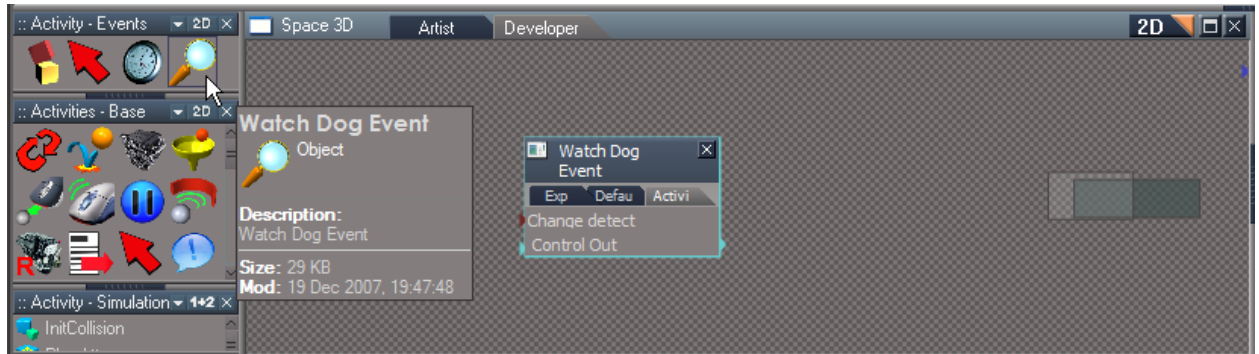 :: Activity - Events 2D
Space 3D Artist Developer 2D
:: Activities - Base 2D
Watch Dog Event
Object
Description:
Watch Dog Event
Size: 29 KB
Mod: 19 Dec 2007, 19:47:48
R
:: Activity - Simulation 1+2
InitCollision
Watch Dog
Event
Exp Defau Activi
Change detect
Control Out